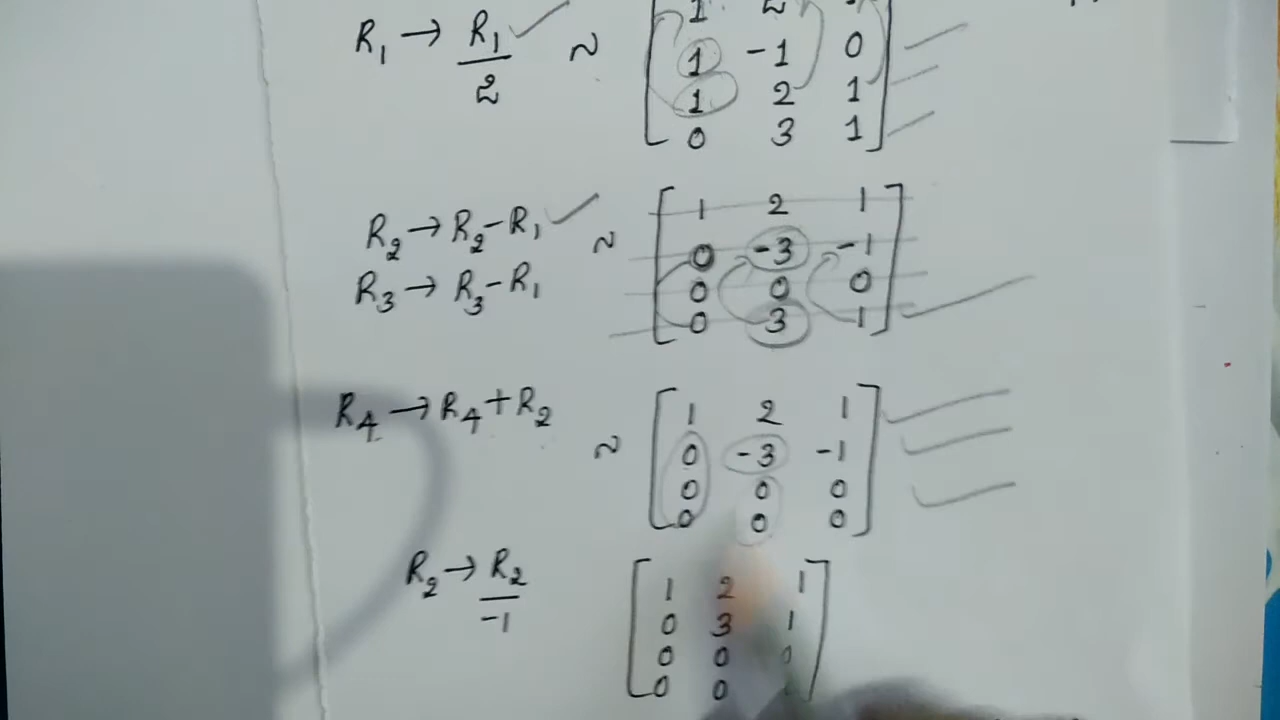 R₁ → R₁/2 ~ [1 2
1 -1 0
1 2 1
0 3 1]
R₂ → R₂-R₁ ~ [1 2 1
R₃ → R₃-R₁ 0 -3 -1
0 0 0
0 3 1]
R₄ → R₄+R₂ ~ [1 2 1
0 -3 -1
0 0 0
0 0 0]
R₂ → R₂/-1 [1 2 1
0 3 1
0 0 0
0 0]